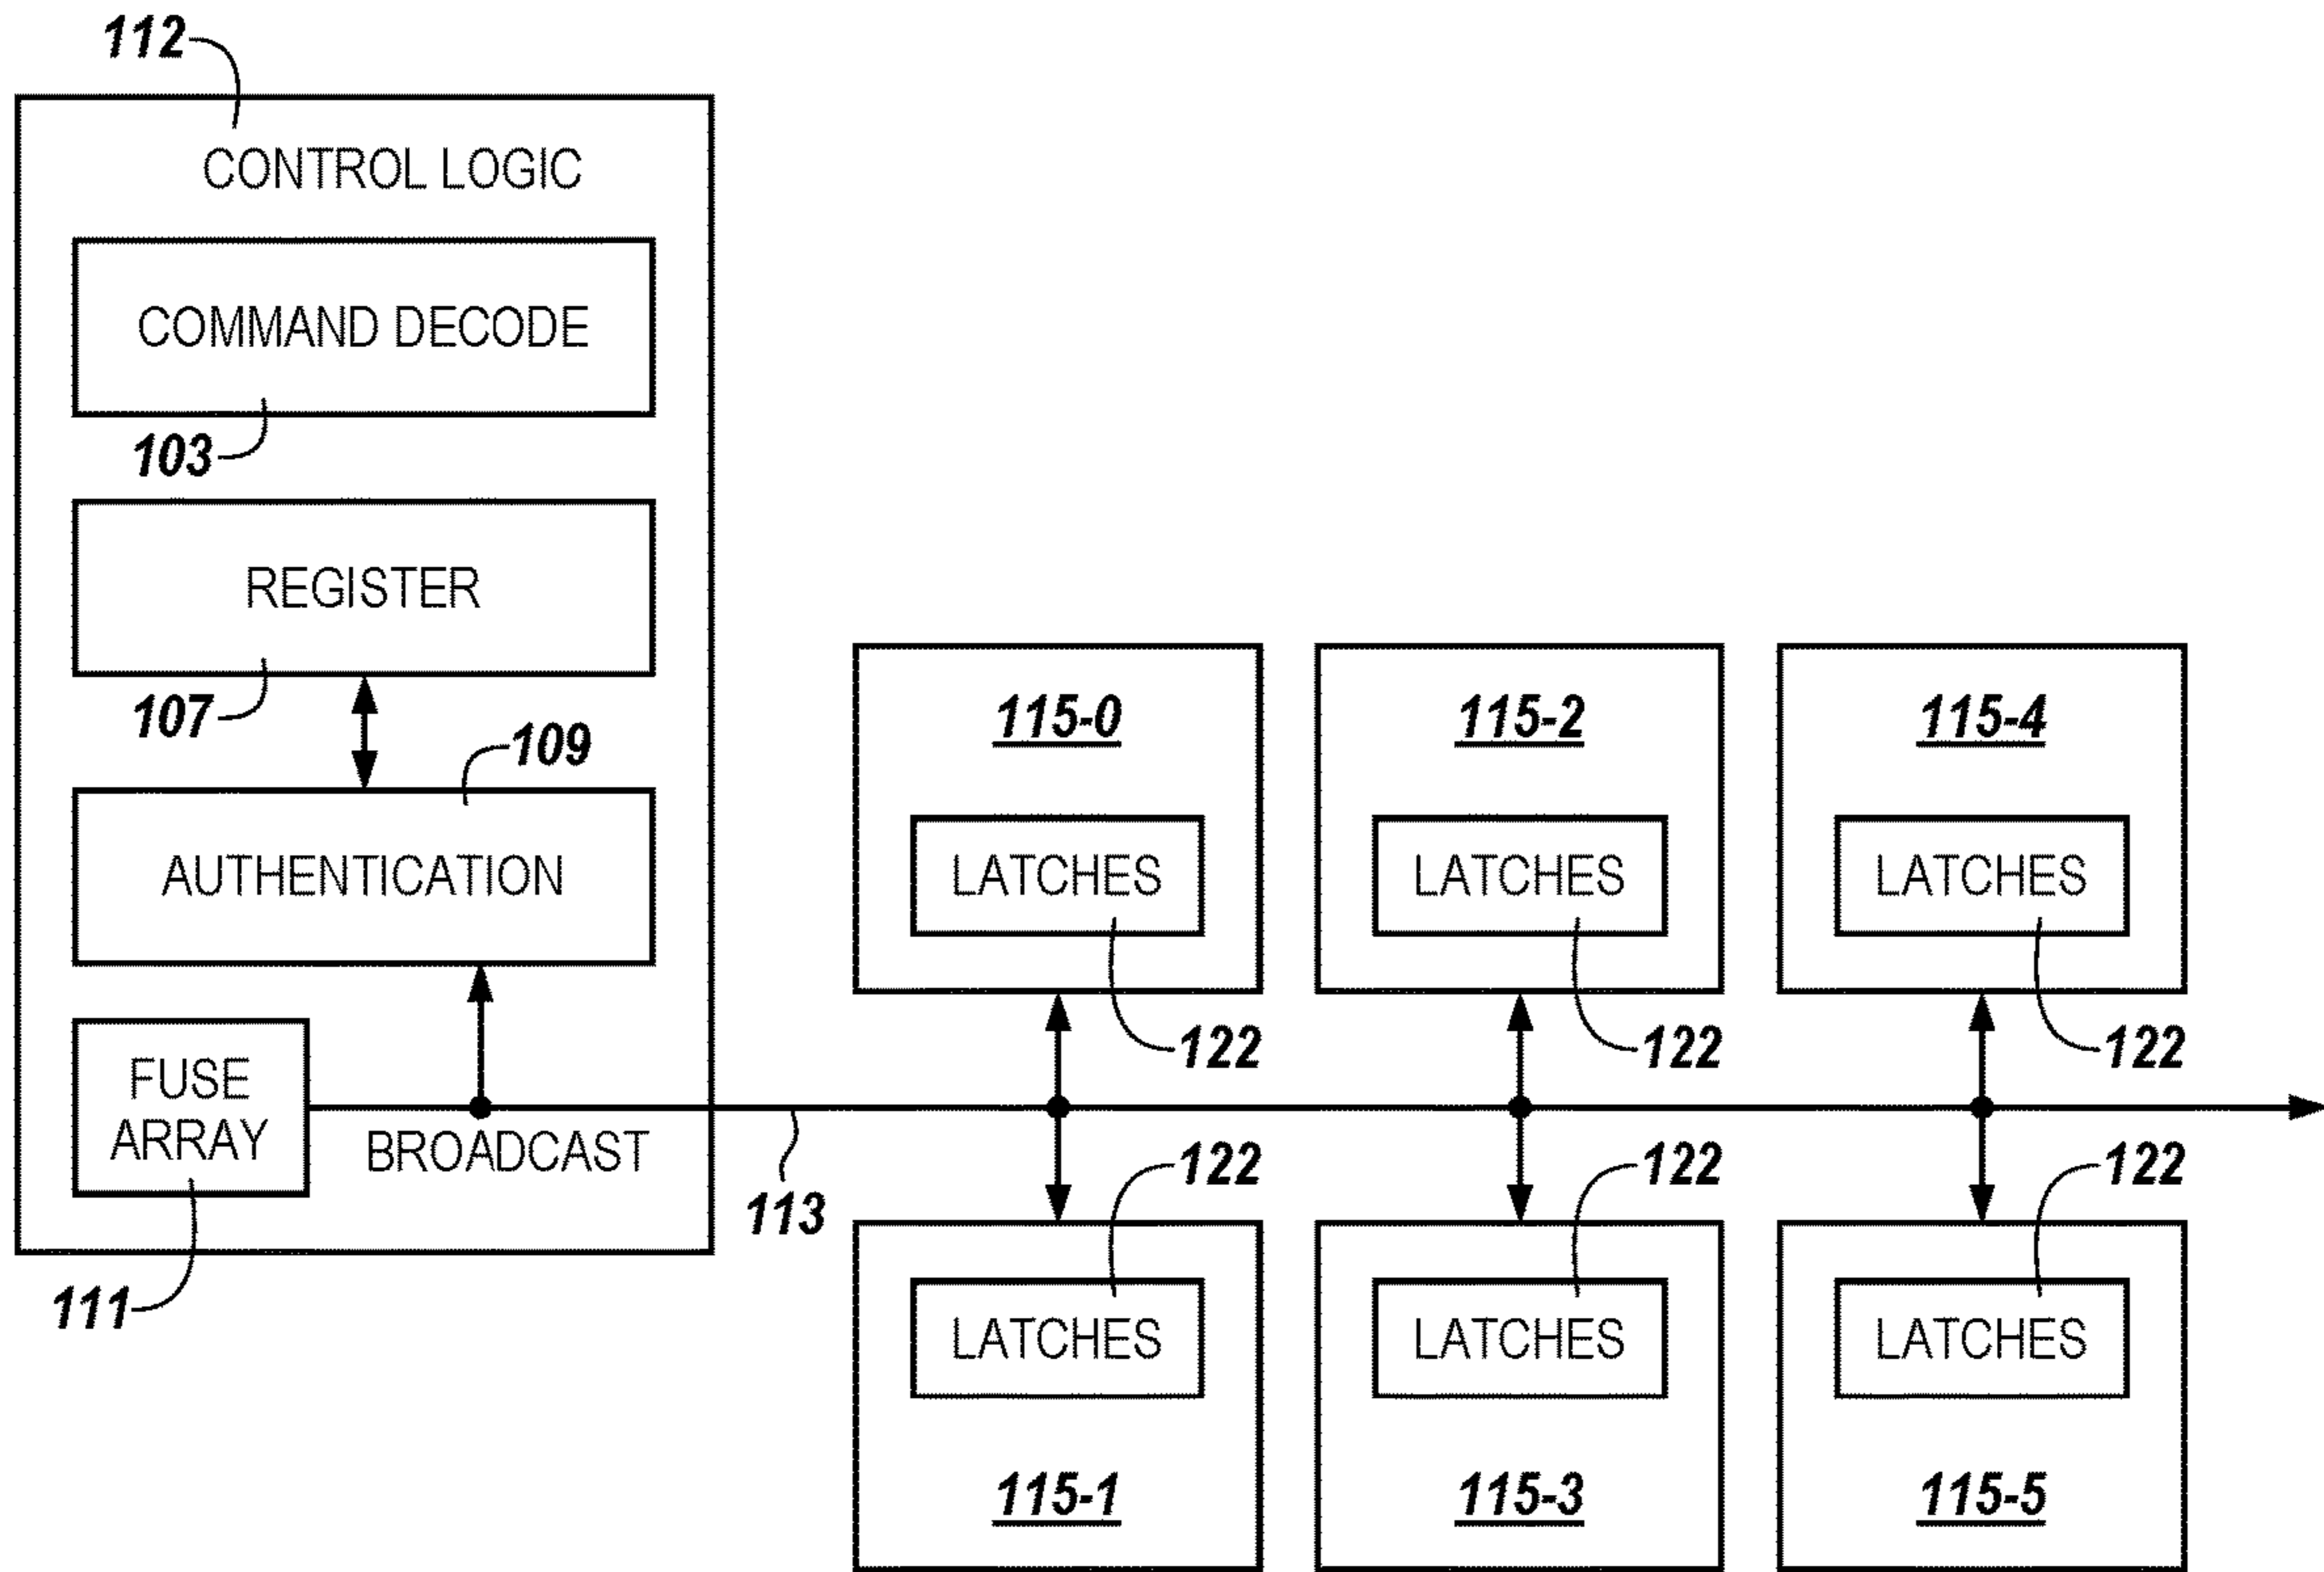 112
CONTROL LOGIC
COMMAND DECODE
103
REGISTER
107
109
AUTHENTICATION
FUSE
ARRAY
BROADCAST
111
113
115-0
LATCHES
122
115-2
LATCHES
122
115-4
LATCHES
122
122
LATCHES
115-1
122
LATCHES
115-3
122
LATCHES
115-5